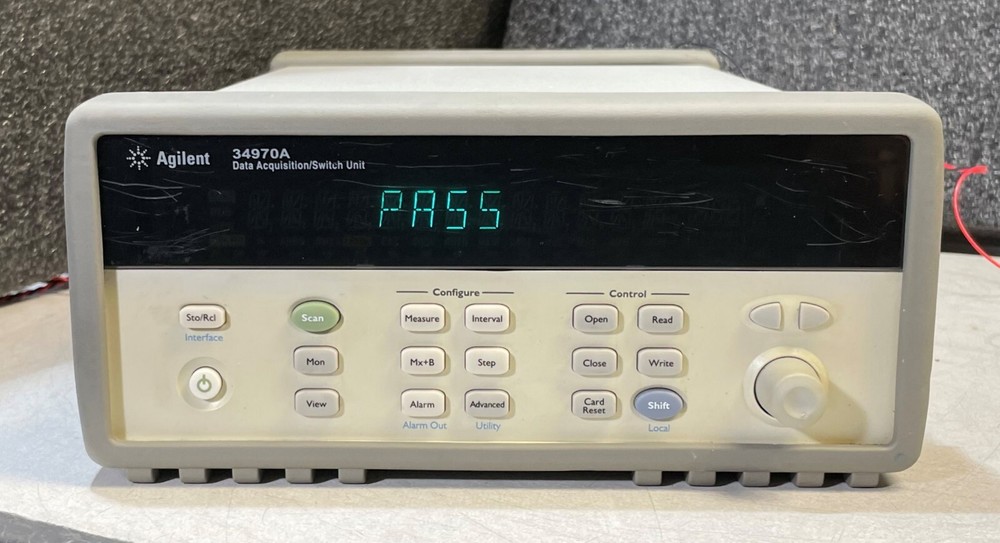 Agilent
34970A
Data Acquisition/Switch Unit
PASS
Configure
Control
Sto/Rcl
Scan
Measure
Interval
Open
Read
Interface
Mon
Mx+B
Step
Close
Write
View
Alarm
Advanced
Card
Reset
Shift
Alarm Out
Utility
Local